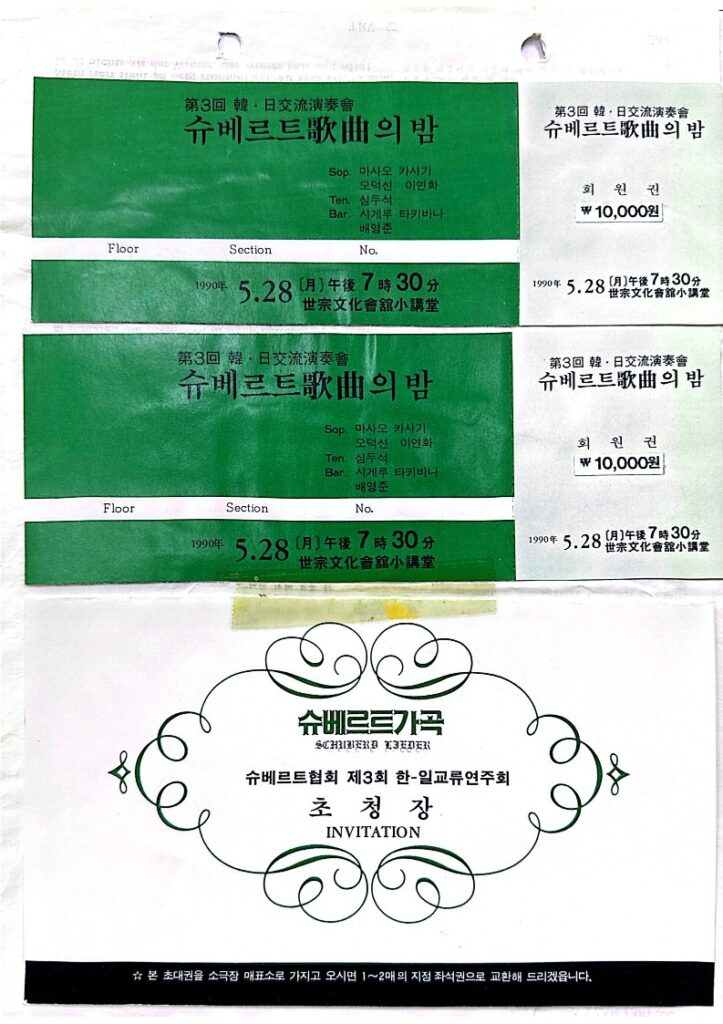 第3回 韓·日交流演奏會
슈베르트歌曲의 밤
Sop. 마사오 카사기
오덕선 이연화
Ten. 심두석
Bar. 시게루 타키바나
배영준
Floor Section No.
1990年 5.28 〔月〕午後 7時 30分
世宗文化會舘小講堂
第3回 韓·日交流演奏會
슈베르트歌曲의 밤
회 원 권
₩ 10,000원
1990年 5.28 〔月〕午後 7時 30分
世宗文化會舘小講堂
第3回 韓·日交流演奏會
슈베르트歌曲의 밤
Sop. 마사오 카사기
오덕선 이연화
Ten. 심두석
Bar. 시게루 타키바나
배영준
Floor Section No.
1990年 5.28 〔月〕午後 7時 30分
世宗文化會舘小講堂
第3回 韓·日交流演奏會
슈베르트歌曲의 밤
회 원 권
₩ 10,000원
1990年 5.28 〔月〕午後 7時 30分
世宗文化會舘小講堂
슈베르트가곡
SCHUBERD LIEDER
슈베르트협회 제3회 한-일교류연주회
초 청 장
INVITATION
☆ 본 초대권을 소극장 매표소로 가지고 오시면 1~2매의 지정 좌석권으로 교환해 드리겠읍니다.